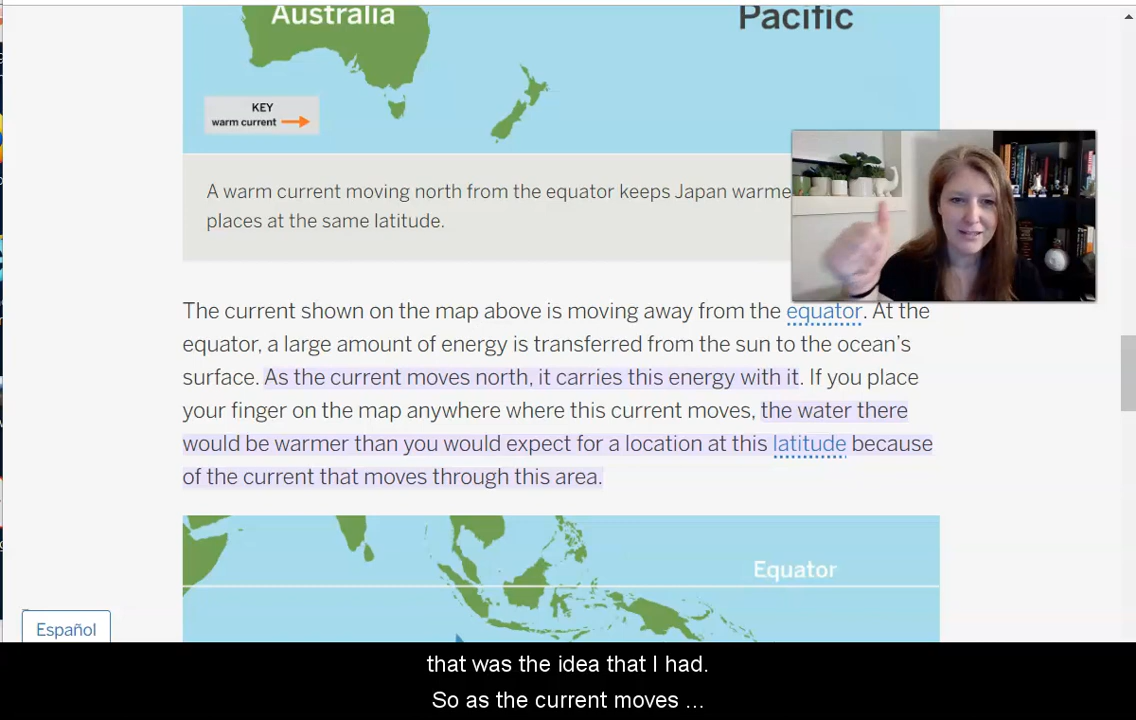 Australia
Pacific
KEY
warm current
A warm current moving north from the equator keeps Japan warme
places at the same latitude.
The current shown on the map above is moving away from the equator. At the
equator, a large amount of energy is transferred from the sun to the ocean’s
surface. As the current moves north, it carries this energy with it. If you place
your finger on the map anywhere where this current moves, the water there
would be warmer than you would expect for a location at this latitude because
of the current that moves through this area.
Equator
Español
that was the idea that I had.
So as the current moves ...